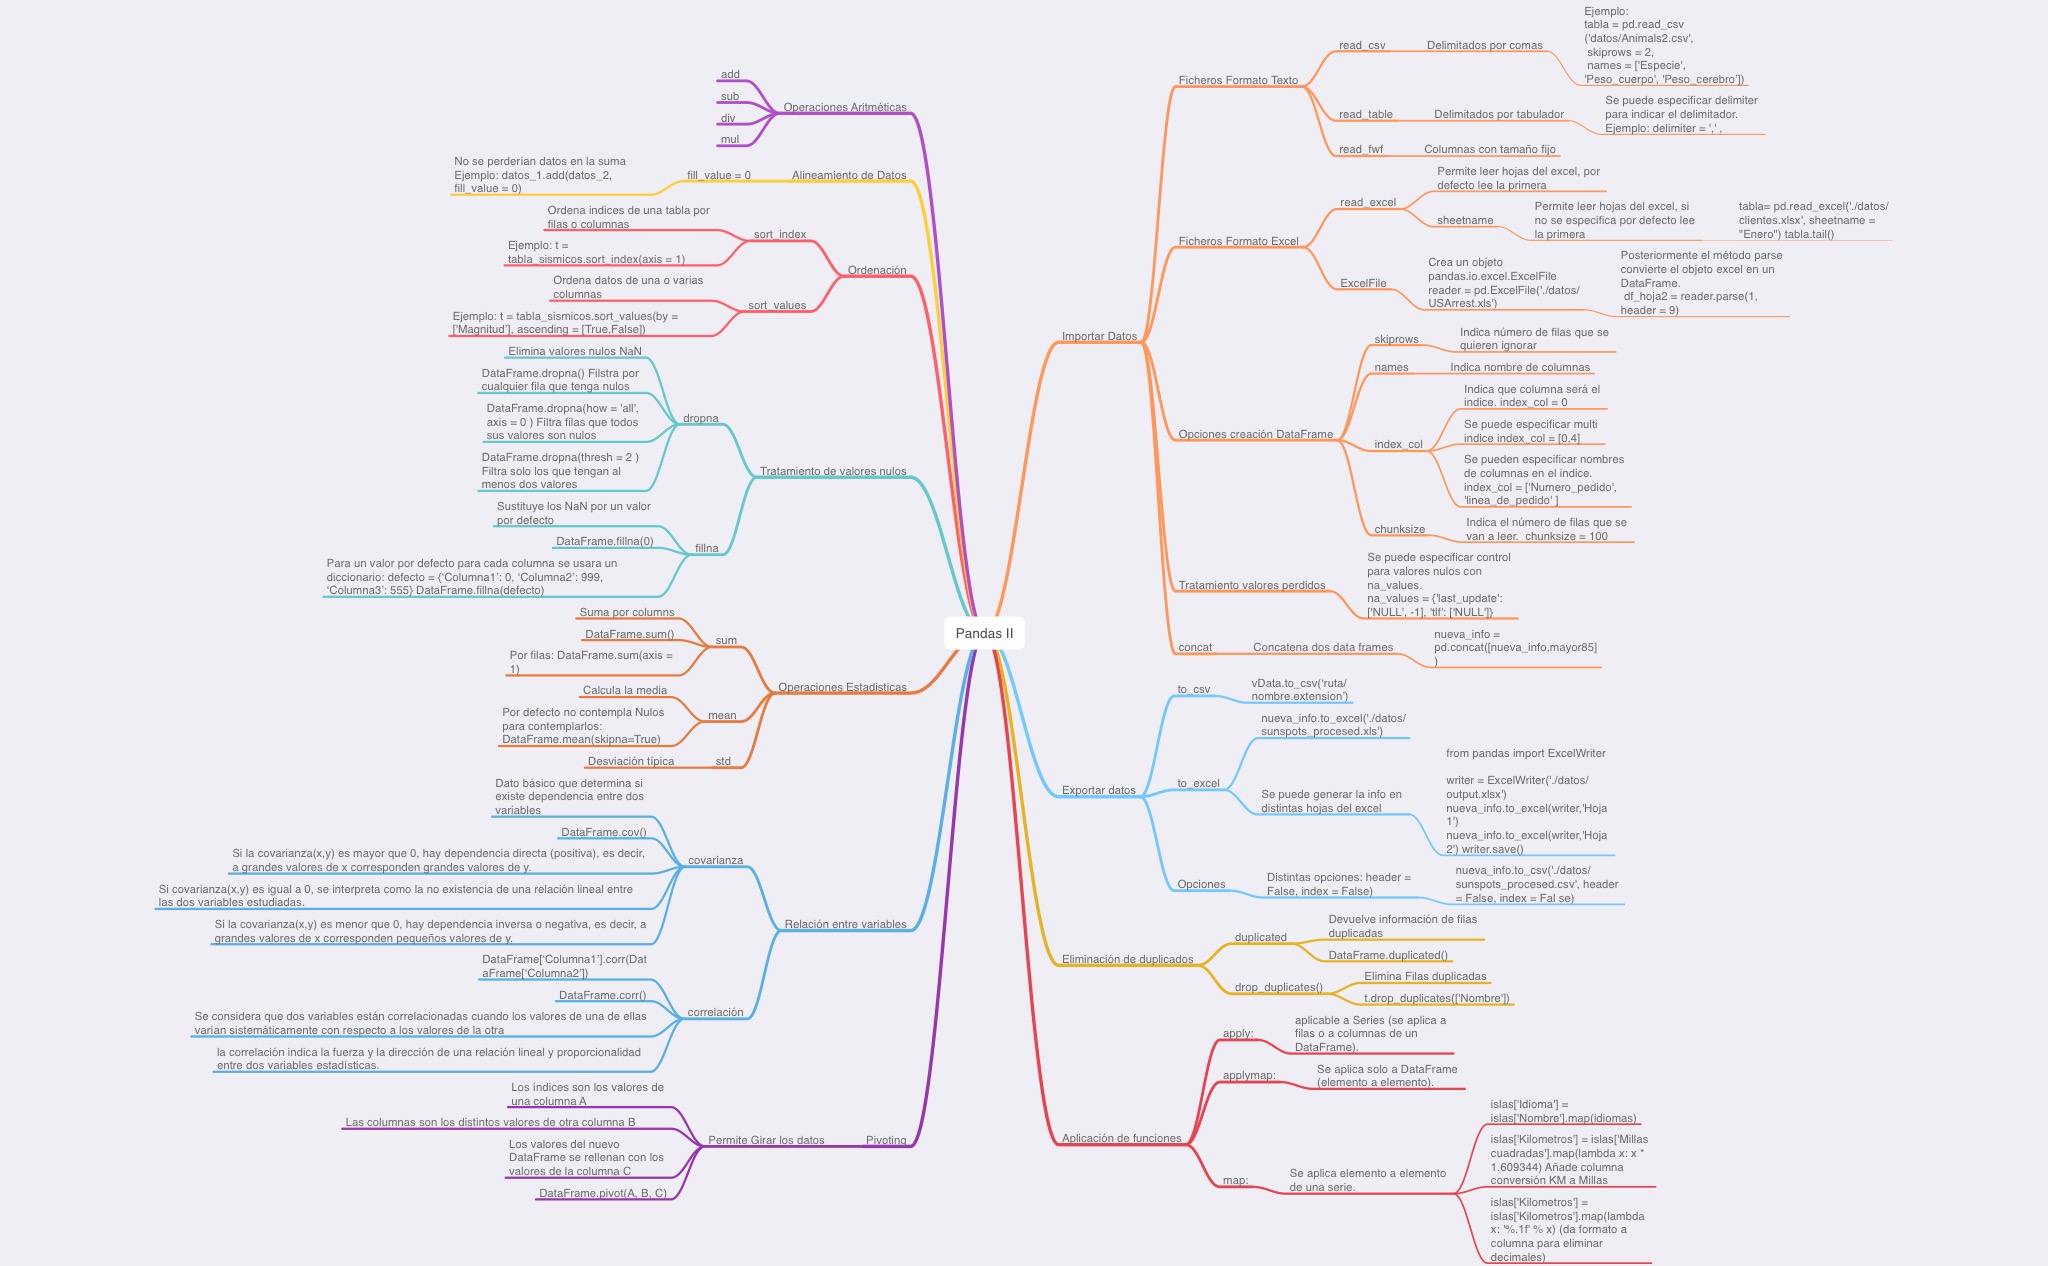 Pandas II
Importar Datos
Ficheros Formato Texto
read_csv
Delimitados por comas
Ejemplo:
tabla = pd.read_csv
('datos/Animals2.csv',
skiprows = 2,
names = ['Especie',
'Peso_cuerpo', 'Peso_cerebro'])
read_table
Delimitados por tabulador
Se puede especificar delimiter
para indicar el delimitador.
Ejemplo: delimiter = ',' ,
read_fwf
Columnas con tamaño fijo
Ficheros Formato Excel
read_excel
Permite leer hojas del excel, por
defecto lee la primera
sheetname
Permite leer hojas del excel, si
no se especifica por defecto lee
la primera
tabla= pd.read_excel('./datos/
clientes.xlsx', sheetname =
"Enero") tabla.tail()
ExcelFile
Crea un objeto
pandas.io.excel.ExcelFile
reader = pd.ExcelFile('./datos/
USArrest.xls')
Posteriormente el método parse
convierte el objeto excel en un
DataFrame.
df_hoja2 = reader.parse(1,
header = 9)
Opciones creación DataFrame
skiprows
Indica número de filas que se
quieren ignorar
names
Indica nombre de columnas
index_col
Indica que columna será el
indice. index_col = 0
Se puede especificar multi
indice index_col = [0,4]
Se pueden especificar nombres
de columnas en el indice.
index_col = ['Numero_pedido',
'linea_de_pedido' ]
chunksize
Indica el número de filas que se
van a leer.  chunksize = 100
Tratamiento valores perdidos
Se puede especificar control
para valores nulos con
na_values.
na_values = {'last_update':
['NULL', -1], 'tlf': ['NULL']}
concat
Concatena dos data frames
nueva_info =
pd.concat([nueva_info,mayor85]
)
Exportar datos
to_csv
vData.to_csv('ruta/
nombre.extension')
to_excel
nueva_info.to_excel('./datos/
sunspots_procesed.xls')
Se puede generar la info en
distintas hojas del excel
from pandas import ExcelWriter
writer = ExcelWriter('./datos/
output.xlsx')
nueva_info.to_excel(writer,'Hoja
1')
nueva_info.to_excel(writer,'Hoja
2') writer.save()
Opciones
Distintas opciones: header =
False, index = False)
nueva_info.to_csv('./datos/
sunspots_procesed.csv', header
= False, index = Fal se)
Eliminación de duplicados
duplicated
Devuelve información de filas
duplicadas
DataFrame.duplicated()
drop_duplicates()
Elimina Filas duplicadas
t.drop_duplicates(['Nombre'])
Aplicación de funciones
apply:
aplicable a Series (se aplica a
filas o a columnas de un
DataFrame).
applymap:
Se aplica solo a DataFrame
(elemento a elemento).
map:
Se aplica elemento a elemento
de una serie.
islas['Idioma'] =
islas['Nombre'].map(idiomas)
islas['Kilometros'] = islas['Millas
cuadradas'].map(lambda x: x *
1.609344) Añade columna
conversión KM a Millas
islas['Kilometros'] =
islas['Kilometros'].map(lambda
x: '%.1f' % x) (da formato a
columna para eliminar
decimales)
Operaciones Aritméticas
add
sub
div
mul
Alineamiento de Datos
fill_value = 0
No se perderían datos en la suma
Ejemplo: datos_1.add(datos_2,
fill_value = 0)
Ordenación
sort_index
Ordena indices de una tabla por
filas o columnas
Ejemplo: t =
tabla_sismicos.sort_index(axis = 1)
sort_values
Ordena datos de una o varias
columnas
Ejemplo: t = tabla_sismicos.sort_values(by =
['Magnitud'], ascending = [True,False])
Tratamiento de valores nulos
dropna
Elimina valores nulos NaN
DataFrame.dropna() Filstra por
cualquier fila que tenga nulos
DataFrame.dropna(how = 'all',
axis = 0 ) Filtra filas que todos
sus valores son nulos
DataFrame.dropna(thresh = 2 )
Filtra solo los que tengan al
menos dos valores
fillna
Sustituye los NaN por un valor
por defecto
DataFrame.fillna(0)
Para un valor por defecto para cada columna se usara un
diccionario: defecto = {‘Columna1’: 0, ‘Columna2’: 999,
‘Columna3’: 555} DataFrame.fillna(defecto)
Operaciones Estadisticas
sum
Suma por columns
DataFrame.sum()
Por filas: DataFrame.sum(axis =
1)
mean
Calcula la media
Por defecto no contempla Nulos
para contemplarlos:
DataFrame.mean(skipna=True)
std
Desviación típica
Relación entre variables
covarianza
Dato básico que determina si
existe dependencia entre dos
variables
DataFrame.cov()
Si la covarianza(x,y) es mayor que 0, hay dependencia directa (positiva), es decir,
a grandes valores de x corresponden grandes valores de y.
Si covarianza(x,y) es igual a 0, se interpreta como la no existencia de una relación lineal entre
las dos variables estudiadas.
Si la covarianza(x,y) es menor que 0, hay dependencia inversa o negativa, es decir, a
grandes valores de x corresponden pequeños valores de y.
correlación
DataFrame[‘Columna1’].corr(Dat
aFrame[‘Columna2’])
DataFrame.corr()
Se considera que dos variables están correlacionadas cuando los valores de una de ellas
varían sistemáticamente con respecto a los valores de la otra
la correlación indica la fuerza y la dirección de una relación lineal y proporcionalidad
entre dos variables estadísticas.
Pivoting
Permite Girar los datos
Los índices son los valores de
una columna A
Las columnas son los distintos valores de otra columna B
Los valores del nuevo
DataFrame se rellenan con los
valores de la columna C
DataFrame.pivot(A, B, C)